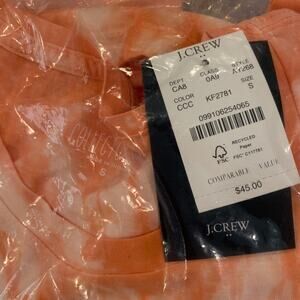 J.CREW
DEPT CLASS STYLE
CA8 0A9 AY268
COLOR SIZE
CCC KF2781 S
099106254065
FSC
RECYCLED
Paper
FSC® C117781
COMPARABLE VALUE
$45.00
J.CREW
S